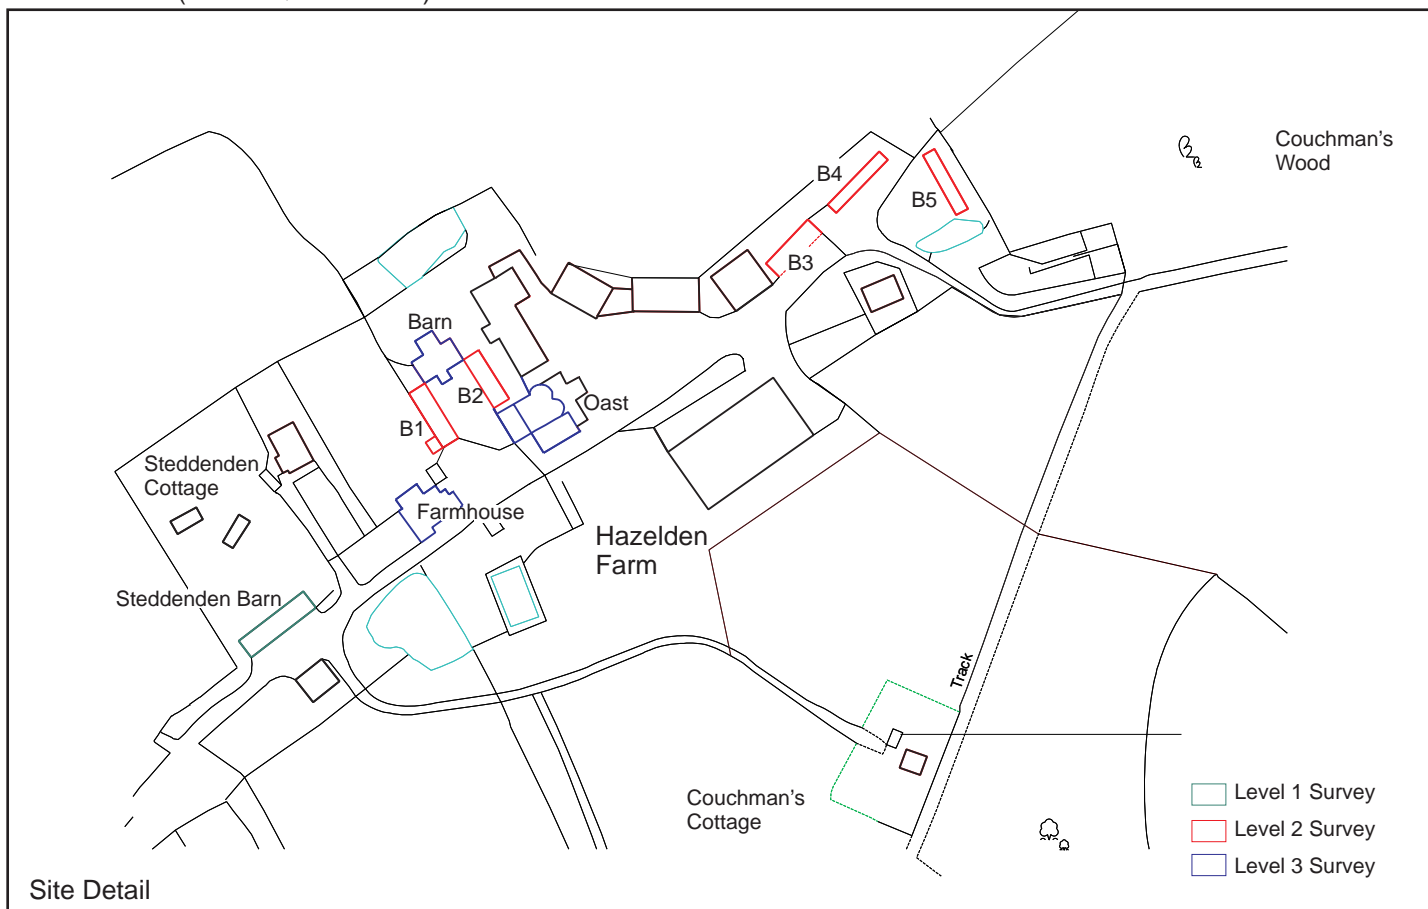 Couchman's
Wood
B4
B5
B3
Barn
B2
Oast
B1
Steddenden
Cottage
Farmhouse
Hazelden
Farm
Steddenden Barn
Track
Couchman's
Cottage
Level 1 Survey
Level 2 Survey
Level 3 Survey
Site Detail